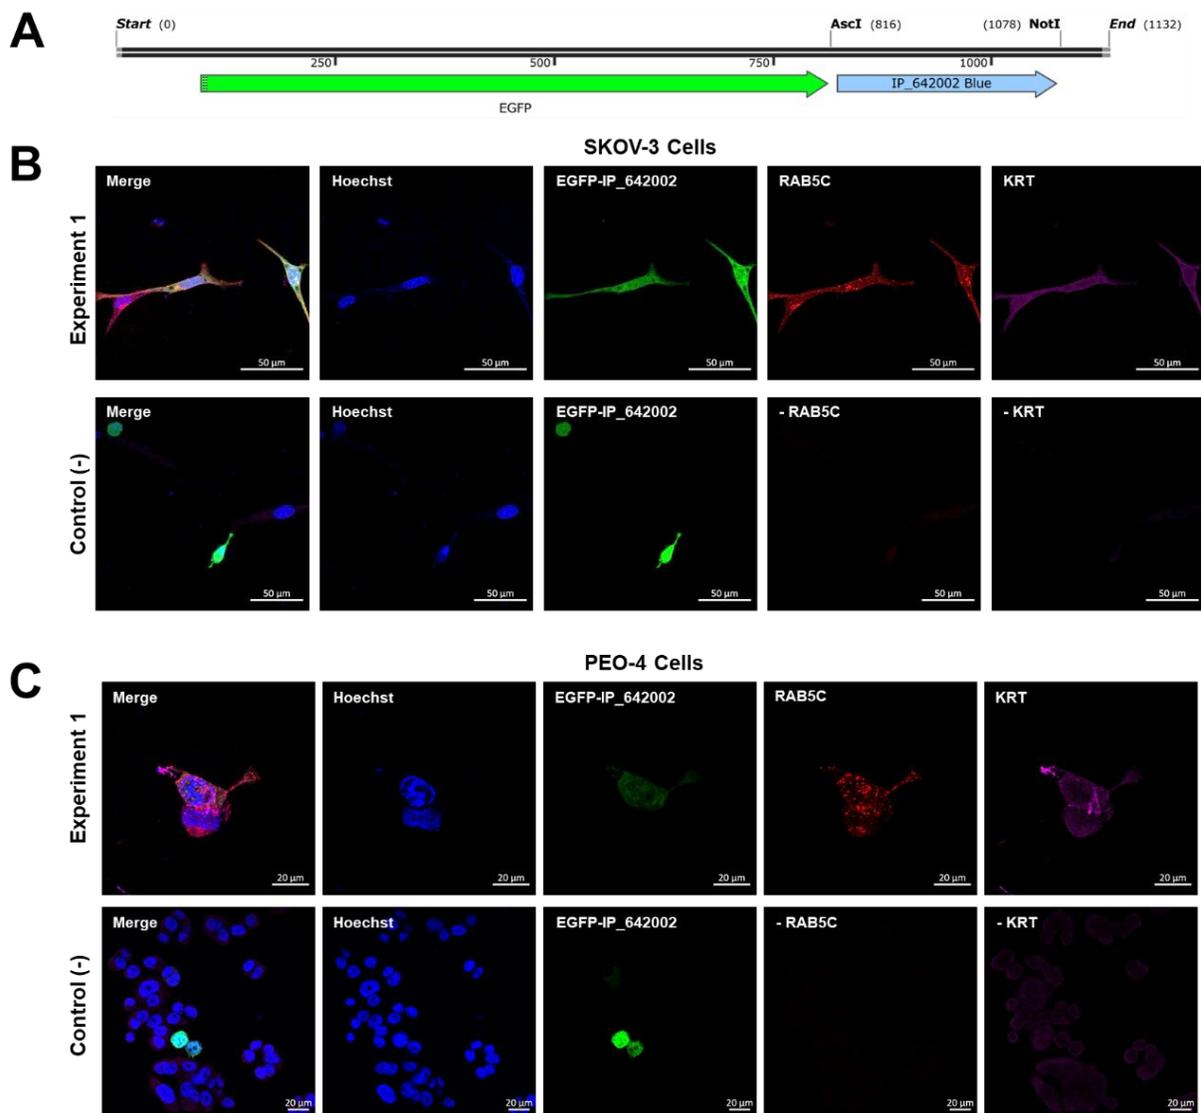 A
Start (0) AscI (816) (1078) NotI End (1132)
250 500 750 1000
IP_642002 Blue
EGFP
B
SKOV-3 Cells
Experiment 1
Merge Hoechst EGFP-IP_642002 RAB5C KRT
50 µm 50 µm 50 µm 50 µm 50 µm
Control (-)
Merge Hoechst EGFP-IP_642002 - RAB5C - KRT
50 µm 50 µm 50 µm 50 µm 50 µm
C
PEO-4 Cells
Experiment 1
Merge Hoechst EGFP-IP_642002 RAB5C KRT
20 µm 20 µm 20 µm 20 µm 20 µm
Control (-)
Merge Hoechst EGFP-IP_642002 - RAB5C - KRT
20 µm 20 µm 20 µm 20 µm 20 µm